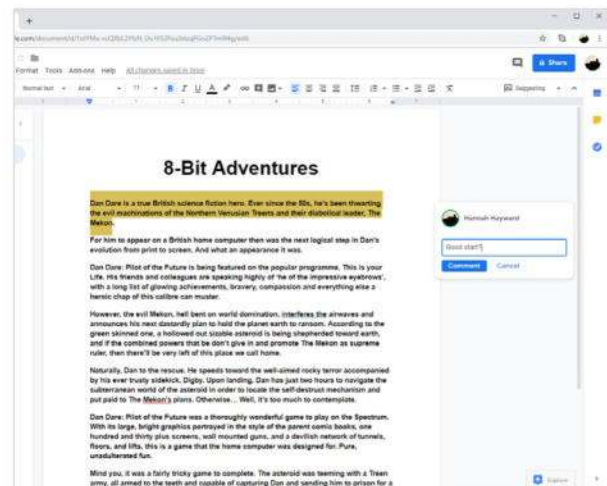 Share
Format Tools Add-ons Help All changes saved in Drive
Normal text Arial 11 B I U A Suggesting
8-Bit Adventures
Dan Dare is a true British science fiction hero. Ever since the 50s, he's been thwarting
the evil machinations of the Northern Venusian Treens and their diabolical leader, The
Mekon.
Hannah Hayward
Good start!
Comment Cancel
For him to appear on a British home computer then was the next logical step in Dan's
evolution from print to screen. And what an appearance it was.
Dan Dare: Pilot of the Future is being featured on the popular programme, This is your
Life. His friends and colleagues are speaking highly of 'he of the impressive eyebrows',
with a long list of glowing achievements, bravery, compassion and everything else a
heroic chap of this calibre can muster.
However, the evil Mekon, hell bent on world domination, interferes the airwaves and
announces his next dastardly plan to hold the planet earth to ransom. According to the
green skinned one, a hollowed out sizable asteroid is being shepherded toward earth,
and if the combined powers that be don't give in and promote The Mekon as supreme
ruler, then there'll be very left of this place we call home.
Naturally, Dan to the rescue. He speeds toward the well-aimed rocky terror accompanied
by his ever trusty sidekick, Digby. Upon landing, Dan has just two hours to navigate the
subterranean world of the asteroid in order to locate the self-destruct mechanism and
put paid to The Mekon's plans. Otherwise... Well, it's too much to contemplate.
Dan Dare: Pilot of the Future was a thoroughly wonderful game to play on the Spectrum.
With its large, bright graphics portrayed in the style of the parent comic books, one
hundred and thirty plus screens, wall mounted guns, and a devilish network of tunnels,
floors, and lifts, this is a game that the home computer was designed for. Pure,
unadulterated fun.
Mind you, it was a fairly tricky game to complete. The asteroid was teeming with a Treen
army, all armed to the teeth and capable of capturing Dan and sending him to prison for a
Explore